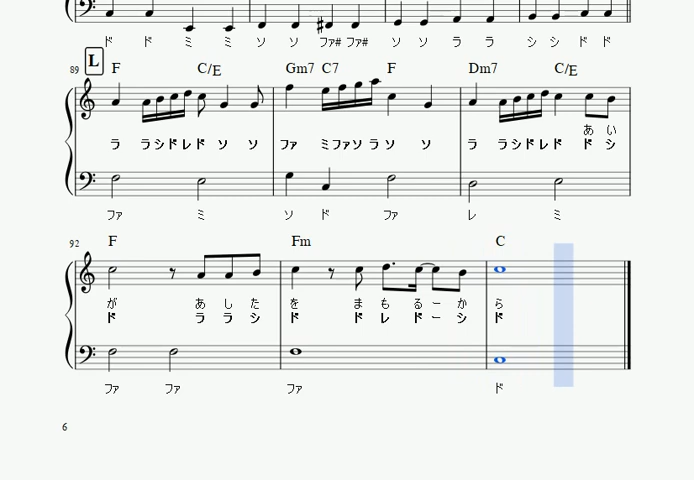 ド ド ミ ミ ソ ソ ファ# ファ# ソ ソ ラ ラ シ シ ド ド
L
89 F C/E Gm7 C7 F Dm7 C/E
あ い
ラ ラ シ ド レ ド ソ ソ ファ ミ ファ ソ ラ ソ ソ ラ ラ シ ド レ ド ド シ
ファ ミ ソ ド ファ レ ミ
92 F Fm C
が あ し た を ま も る ー か ら
ド ラ ラ シ ド ド レ ド ー シ ド
ファ ファ ファ ド
6